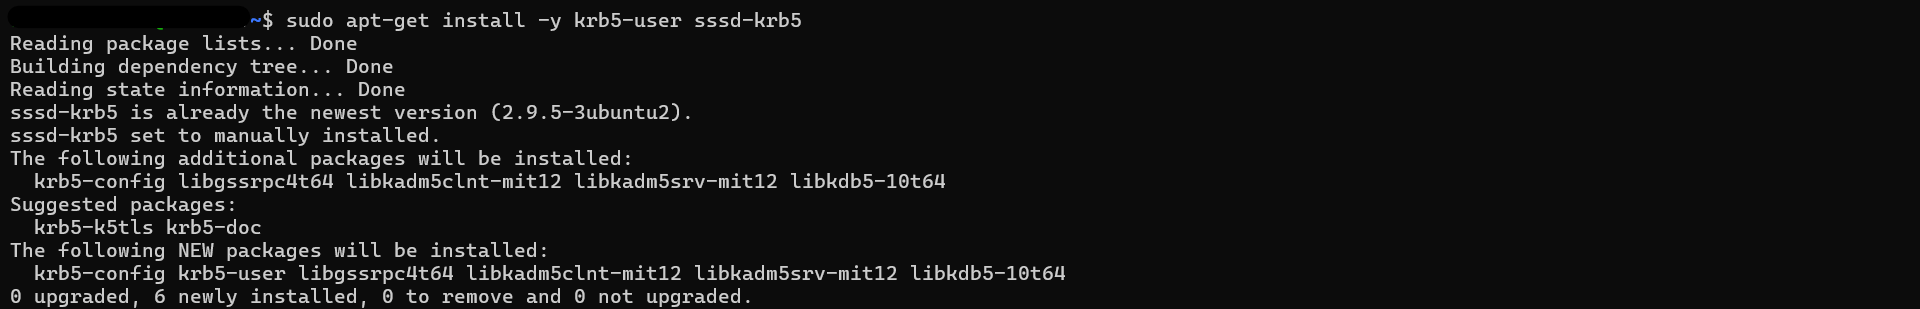 ~$ sudo apt-get install -y krb5-user sssd-krb5
Reading package lists... Done
Building dependency tree... Done
Reading state information... Done
sssd-krb5 is already the newest version (2.9.5-3ubuntu2).
sssd-krb5 set to manually installed.
The following additional packages will be installed:
  krb5-config libgssrpc4t64 libkadm5clnt-mit12 libkadm5srv-mit12 libkdb5-10t64
Suggested packages:
  krb5-k5tls krb5-doc
The following NEW packages will be installed:
  krb5-config krb5-user libgssrpc4t64 libkadm5clnt-mit12 libkadm5srv-mit12 libkdb5-10t64
0 upgraded, 6 newly installed, 0 to remove and 0 not upgraded.